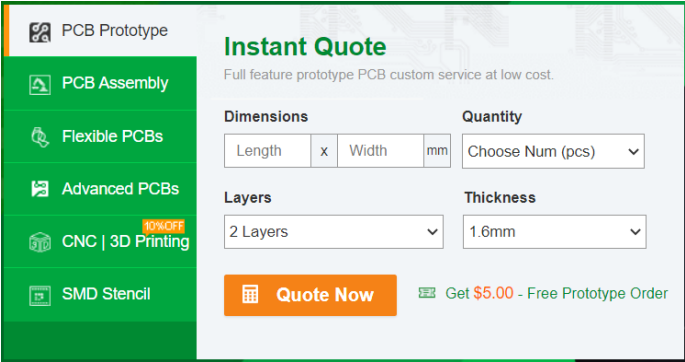 PCB Prototype
PCB Assembly
Flexible PCBs
Advanced PCBs
10%OFF
CNC | 3D Printing
SMD Stencil
Instant Quote
Full feature prototype PCB custom service at low cost.
Dimensions
Quantity
Length x Width mm
Choose Num (pcs)
Layers
Thickness
2 Layers
1.6mm
Quote Now
Get $5.00 - Free Prototype Order